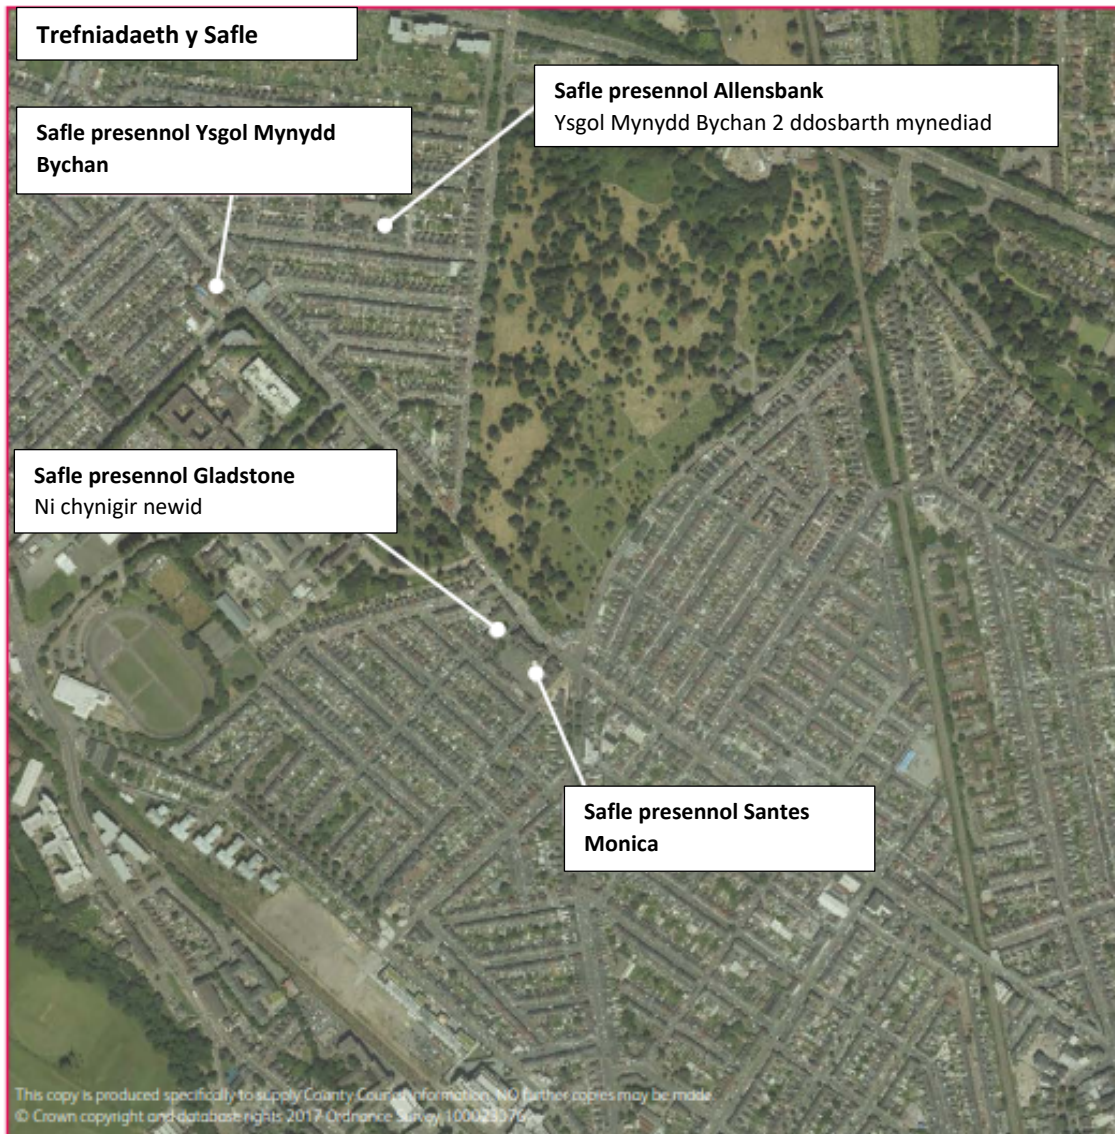 Trefniadaeth y Safle
Safle presennol Allensbank
Ysgol Mynydd Bychan 2 ddosbarth mynediad
Safle presennol Ysgol Mynydd
Bychan
Safle presennol Gladstone
Ni chynigir newid
Safle presennol Santes
Monica
This copy is produced specifically to supply County Council information. NO further copies may be made.
© Crown copyright and database rights 2017 Ordnance Survey